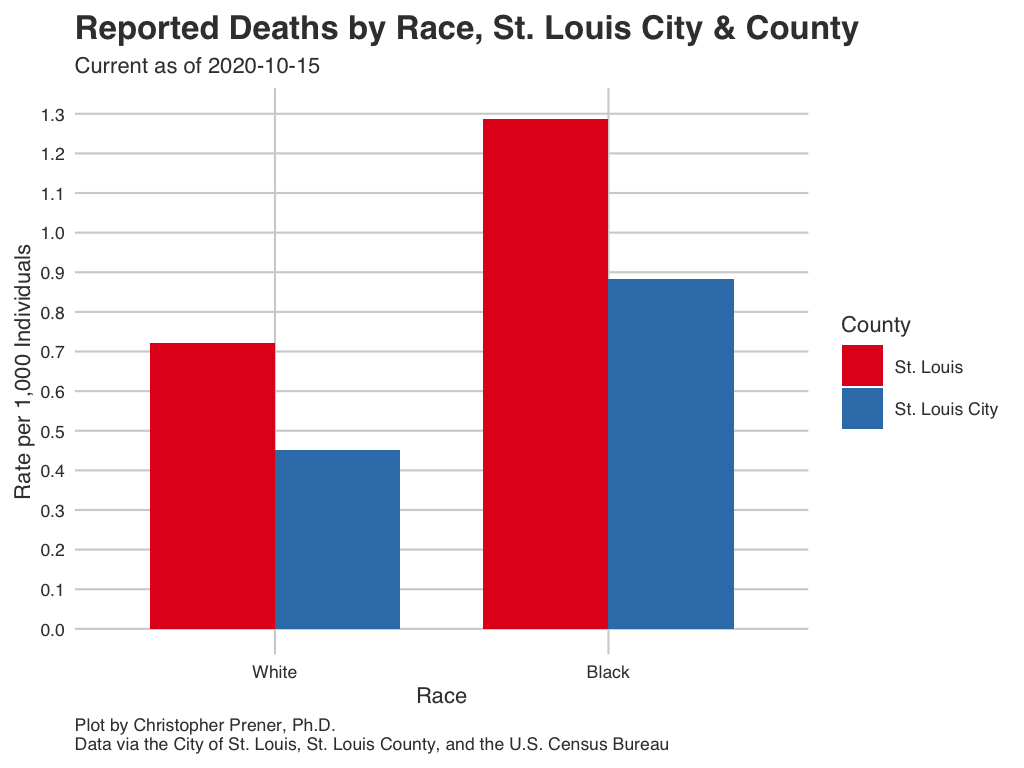 Reported Deaths by Race, St. Louis City & County
Current as of 2020-10-15
Rate per 1,000 Individuals
1.3
1.2
1.1
1.0
0.9
0.8
0.7
0.6
0.5
0.4
0.3
0.2
0.1
0.0
White
Black
Race
County
St. Louis
St. Louis City
Plot by Christopher Prener, Ph.D.
Data via the City of St. Louis, St. Louis County, and the U.S. Census Bureau